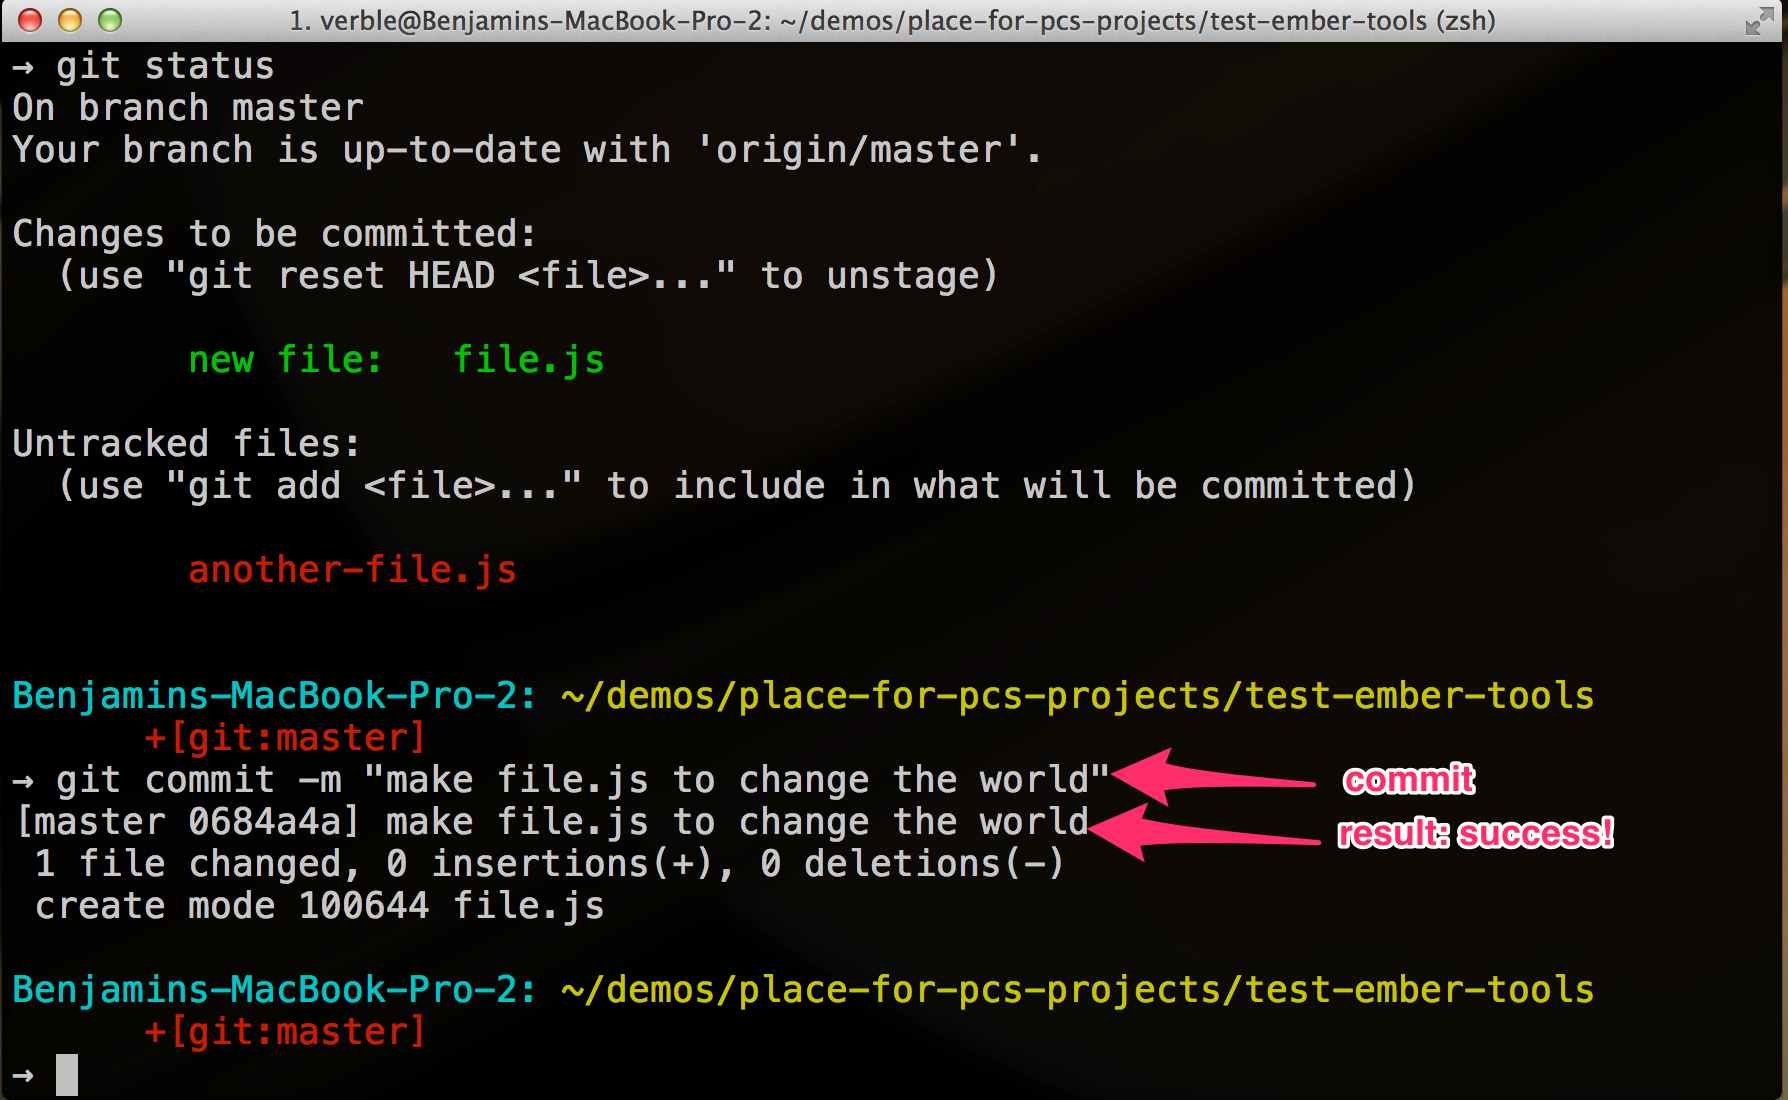 1. verble@Benjamins-MacBook-Pro-2: ~/demos/place-for-pcs-projects/test-ember-tools (zsh)
→ git status
On branch master
Your branch is up-to-date with 'origin/master'.
Changes to be committed:
(use "git reset HEAD <file>..." to unstage)
new file: file.js
Untracked files:
(use "git add <file>..." to include in what will be committed)
another-file.js
Benjamins-MacBook-Pro-2: ~/demos/place-for-pcs-projects/test-ember-tools
+[git:master]
→ git commit -m "make file.js to change the world" commit
[master 0684a4a] make file.js to change the world result: success!
1 file changed, 0 insertions(+), 0 deletions(-)
create mode 100644 file.js
Benjamins-MacBook-Pro-2: ~/demos/place-for-pcs-projects/test-ember-tools
+[git:master]
→